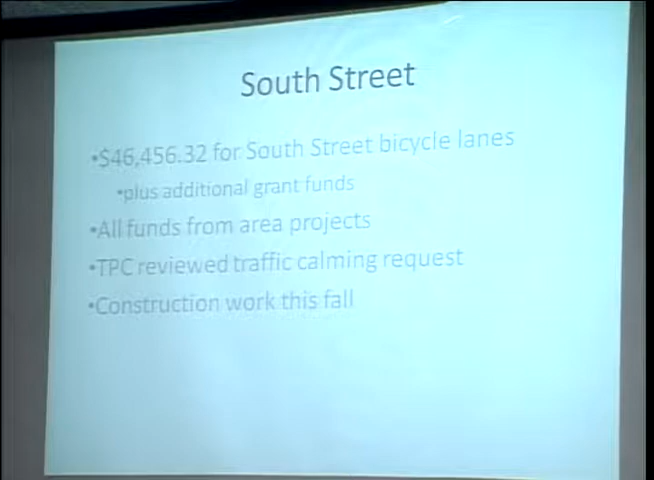 South Street
•$46,456.32 for South Street bicycle lanes
•plus additional grant funds
•All funds from area projects
•TPC reviewed traffic calming request
•Construction work this fall